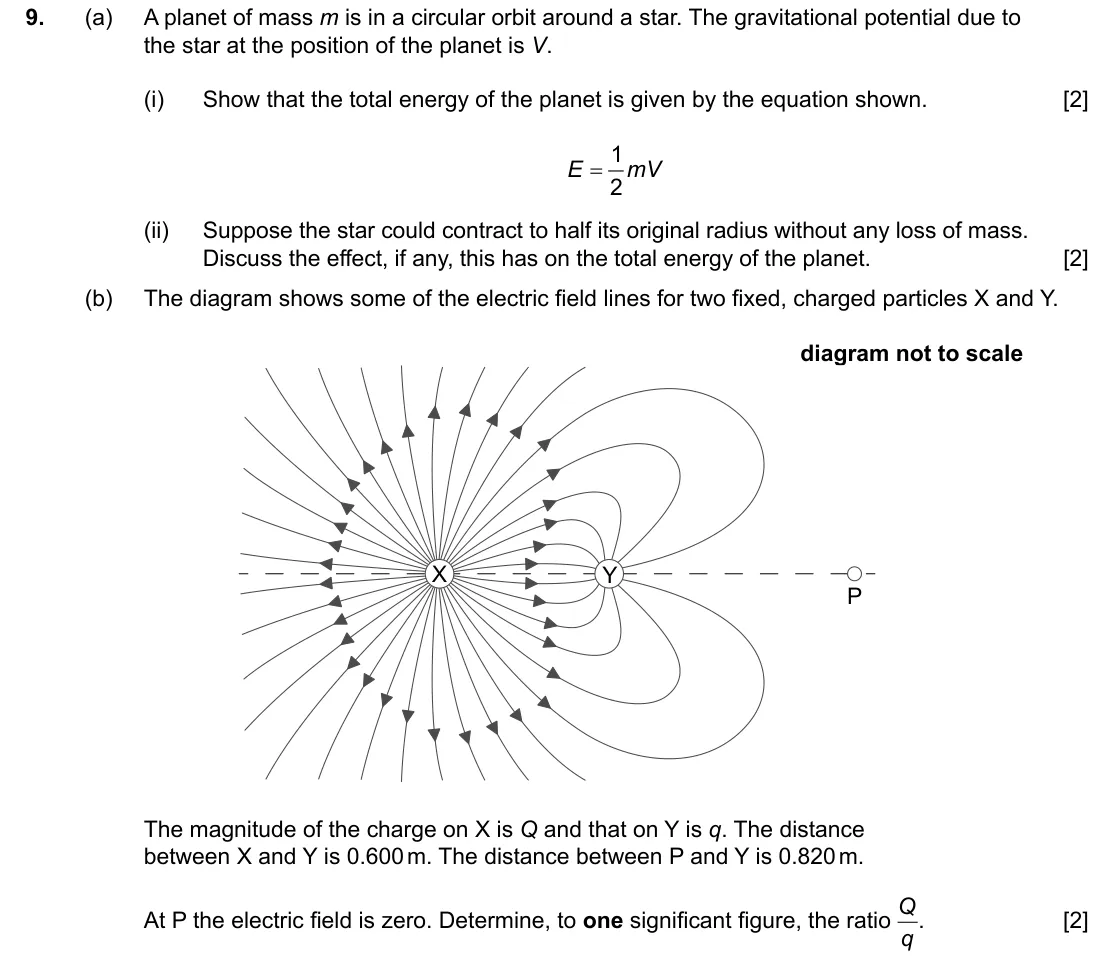 9. (a) A planet of mass m is in a circular orbit around a star. The gravitational potential due to
the star at the position of the planet is V.
(i) Show that the total energy of the planet is given by the equation shown. [2]
E = 1/2 mV
(ii) Suppose the star could contract to half its original radius without any loss of mass.
Discuss the effect, if any, this has on the total energy of the planet. [2]
(b) The diagram shows some of the electric field lines for two fixed, charged particles X and Y.
diagram not to scale
X Y
P
The magnitude of the charge on X is Q and that on Y is q. The distance
between X and Y is 0.600 m. The distance between P and Y is 0.820 m.
At P the electric field is zero. Determine, to one significant figure, the ratio Q/q. [2]